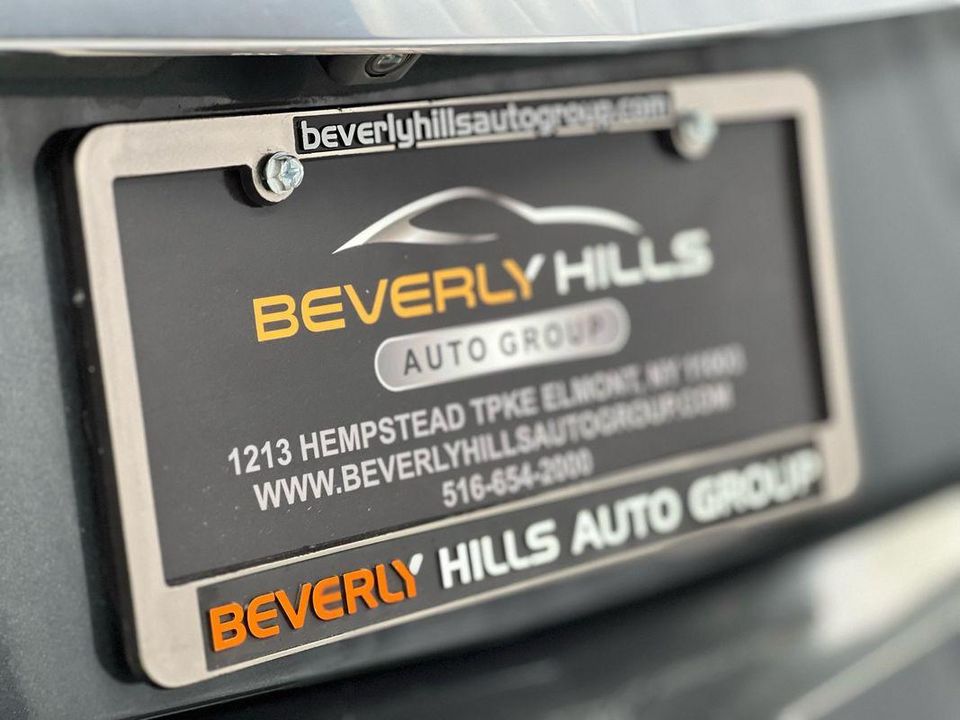 beverlyhillsautogroup.com
BEVERLY HILLS
AUTO GROUP
1213 HEMPSTEAD TPKE ELMONT, NY 11003
WWW.BEVERLYHILLSAUTOGROUP.COM
516-654-2000
BEVERLY HILLS AUTO GROUP